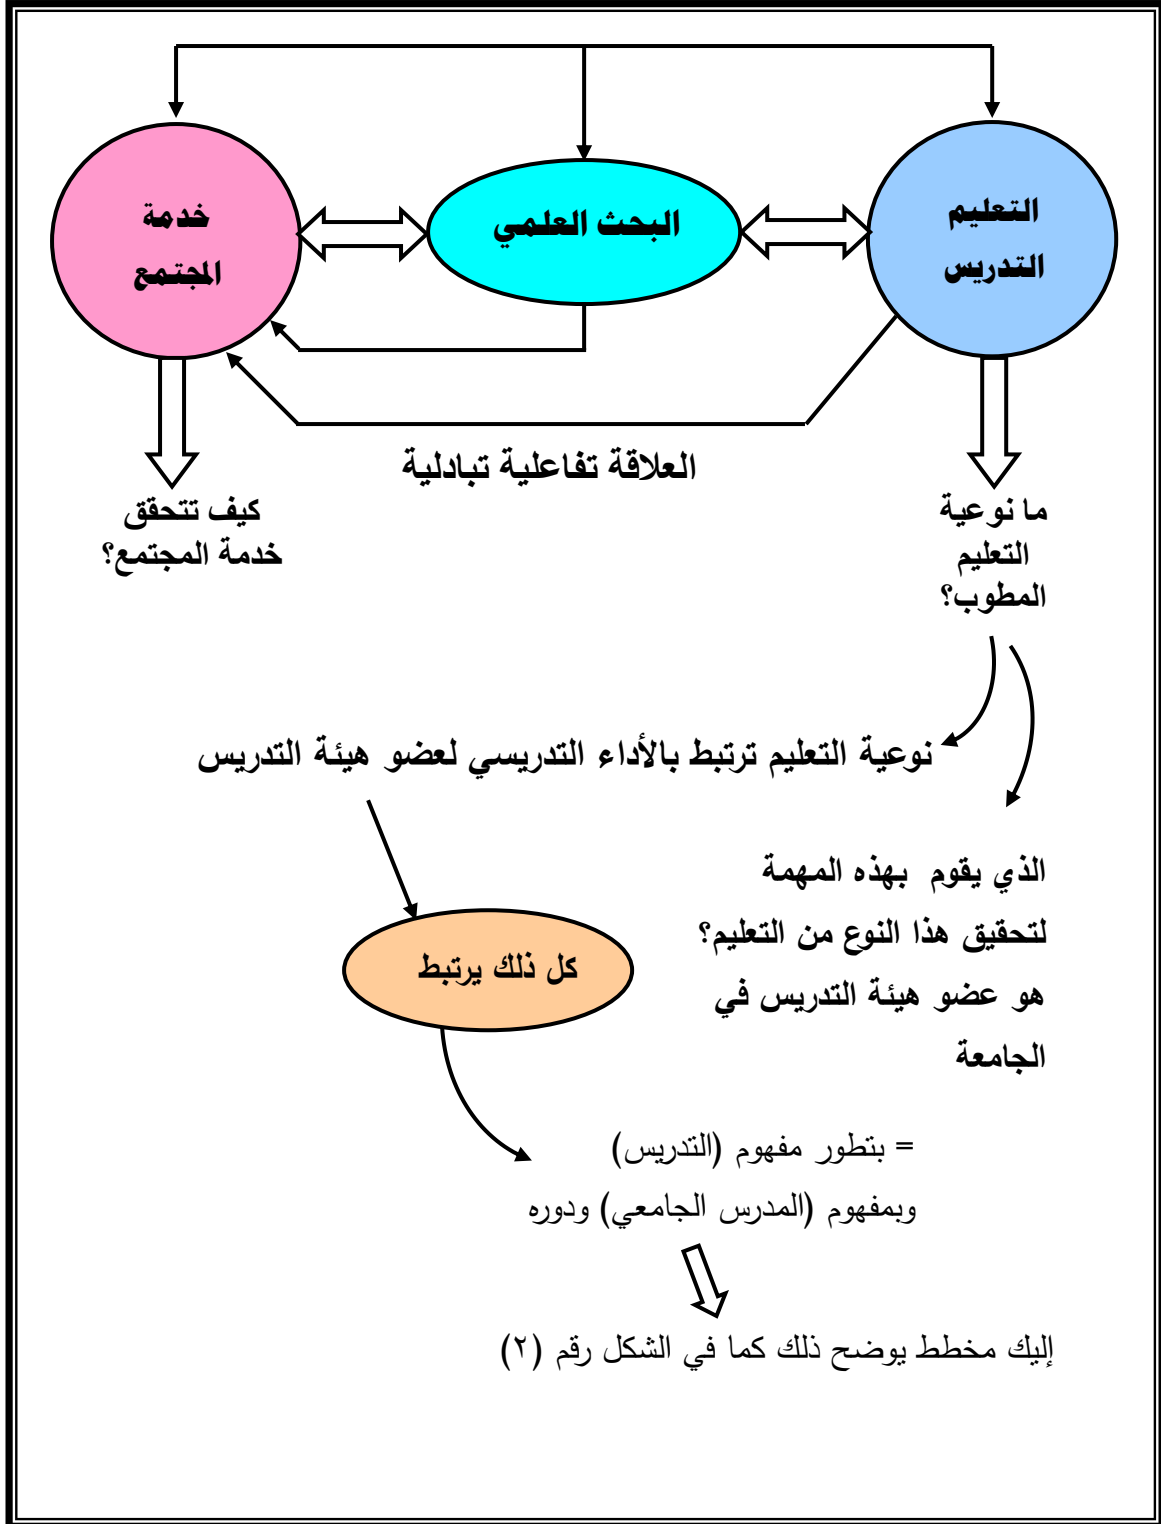 التعليم
التدريس
البحث العلمي
خدمة
المجتمع
العلاقة تفاعلية تبادلية
ما نوعية
التعليم
المطوب؟
كيف تتحقق
خدمة المجتمع؟
نوعية التعليم ترتبط بالأداء التدريسي لعضو هيئة التدريس
الذي يقوم بهذه المهمة
لتحقيق هذا النوع من التعليم؟
هو عضو هيئة التدريس في
الجامعة
كل ذلك يرتبط
= بتطور مفهوم (التدريس)
وبمفهوم (المدرس الجامعي) ودوره
إليك مخطط يوضح ذلك كما في الشكل رقم (٢)